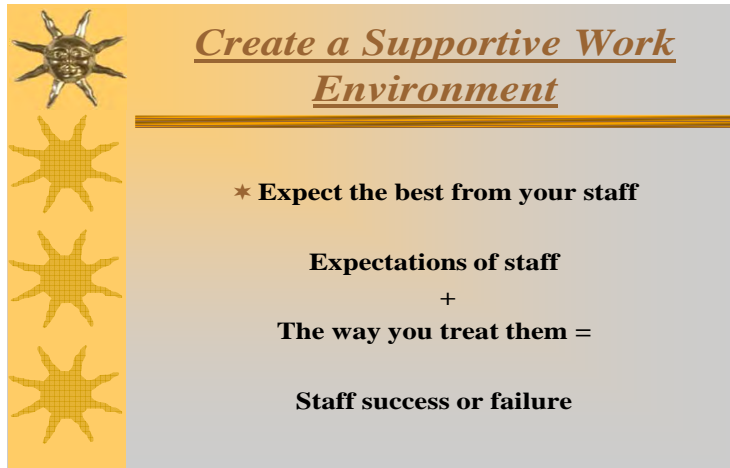 Create a Supportive Work
Environment
✶ Expect the best from your staff
Expectations of staff
+
The way you treat them =
Staff success or failure